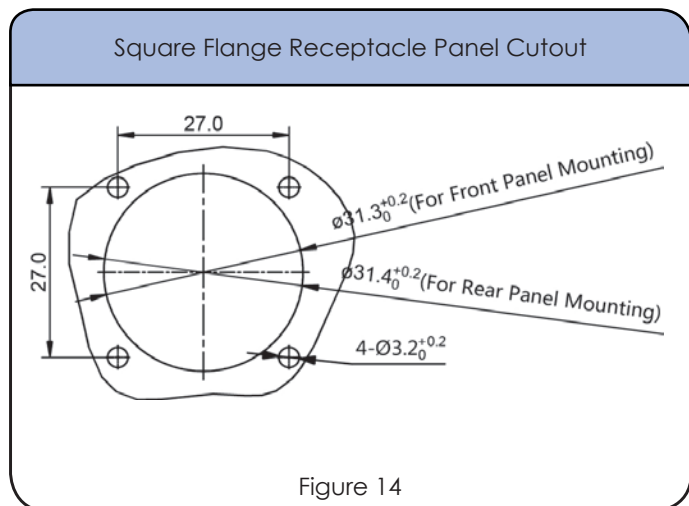 Square Flange Receptacle Panel Cutout
27.0
ø31.3 +0.2 0 (For Front Panel Mounting)
27.0
ø31.4 +0.2 0 (For Rear Panel Mounting)
4-Ø3.2 +0.2 0
Figure 14